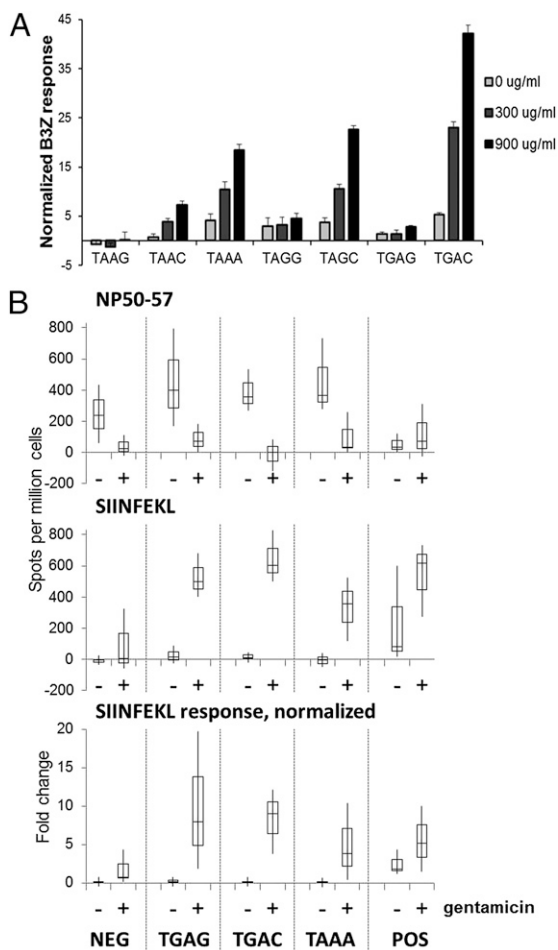 A
Normalized B3Z response
45
35
25
15
5
-5
TAAG TAAC TAAA TAGG TAGC TGAG TGAC
0 ug/ml
300 ug/ml
900 ug/ml
B
NP50-57
Spots per million cells
800
600
400
200
0
-200
- + - + - + - + - +
SIINFEKL
800
600
400
200
0
-200
- + - + - + - + - +
SIINFEKL response, normalized
Fold change
20
15
10
5
0
- + - + - + - + - + gentamicin
NEG TGAG TGAC TAAA POS